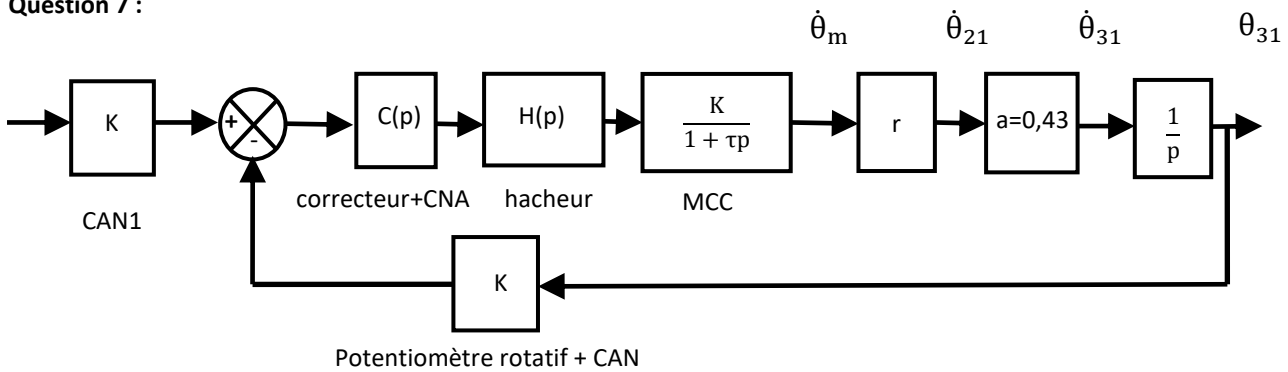 Question 7 :
θ̇m θ̇21 θ̇31 θ31
K + - C(p) H(p) K/(1 + τp) r a=0,43 1/p
CAN1 correcteur+CNA hacheur MCC
K
Potentiomètre rotatif + CAN